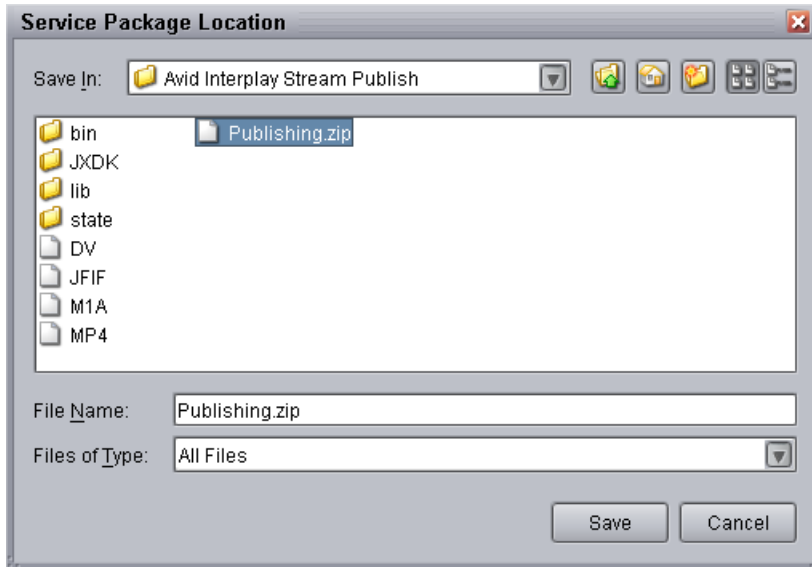 Service Package Location
Save In: Avid Interplay Stream Publish
bin
JXDK
lib
state
DV
JFIF
M1A
MP4
Publishing.zip
File Name: Publishing.zip
Files of Type: All Files
Save Cancel